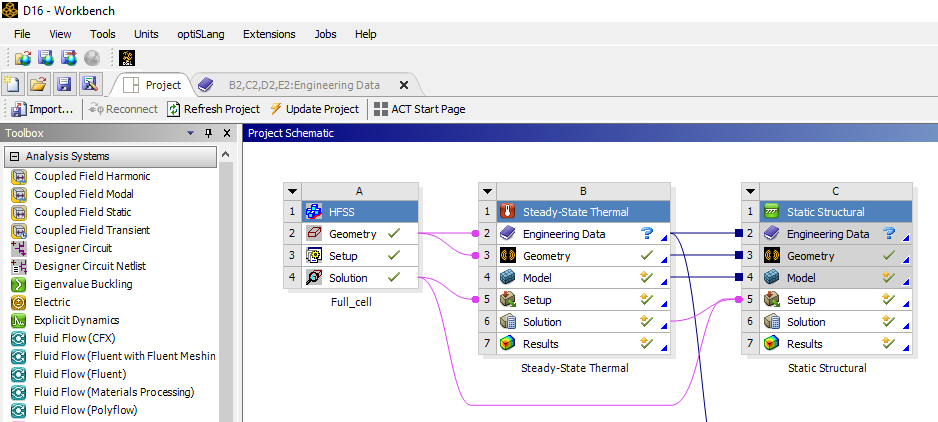 D16 - Workbench
File View Tools Units optiSLang Extensions Jobs Help
Project B2,C2,D2,E2:Engineering Data
Import... Reconnect Refresh Project Update Project ACT Start Page
Toolbox
Analysis Systems
Coupled Field Harmonic
Coupled Field Modal
Coupled Field Static
Coupled Field Transient
Designer Circuit
Designer Circuit Netlist
Eigenvalue Buckling
Electric
Explicit Dynamics
Fluid Flow (CFX)
Fluid Flow (Fluent with Fluent Meshin
Fluid Flow (Fluent)
Fluid Flow (Materials Processing)
Fluid Flow (Polyflow)
Project Schematic
A
1 HFSS
2 Geometry
3 Setup
4 Solution
Full_cell
B
1 Steady-State Thermal
2 Engineering Data
3 Geometry
4 Model
5 Setup
6 Solution
7 Results
Steady-State Thermal
C
1 Static Structural
2 Engineering Data
3 Geometry
4 Model
5 Setup
6 Solution
7 Results
Static Structural